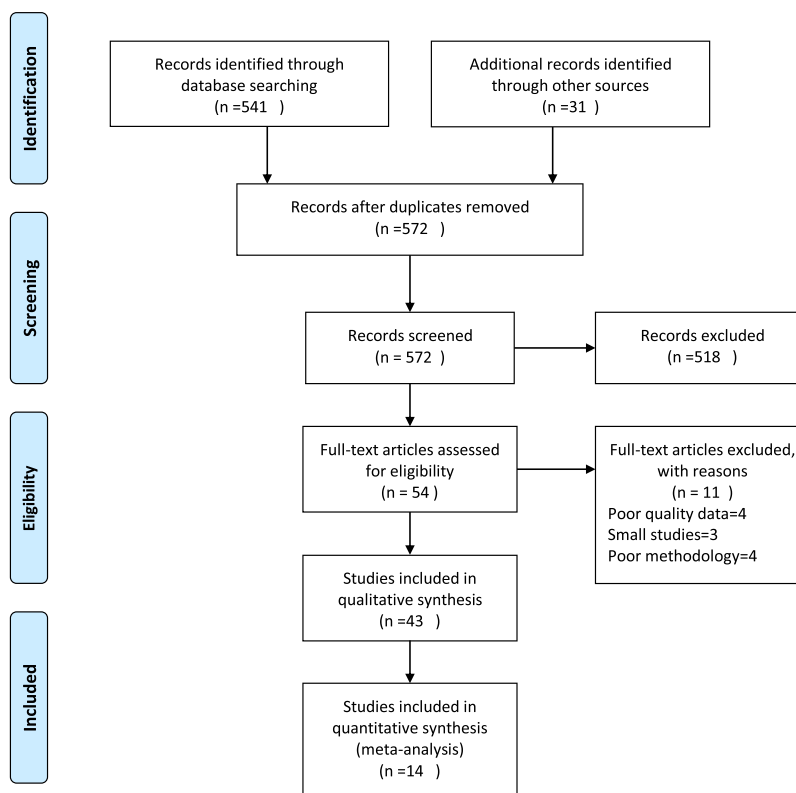 Identification
Records identified through
database searching
(n =541 )
Additional records identified
through other sources
(n =31 )
Records after duplicates removed
(n =572 )
Screening
Records screened
(n = 572 )
Records excluded
(n =518 )
Eligibility
Full-text articles assessed
for eligibility
(n = 54 )
Full-text articles excluded,
with reasons
(n = 11 )
Poor quality data=4
Small studies=3
Poor methodology=4
Studies included in
qualitative synthesis
(n =43 )
Included
Studies included in
quantitative synthesis
(meta-analysis)
(n =14 )